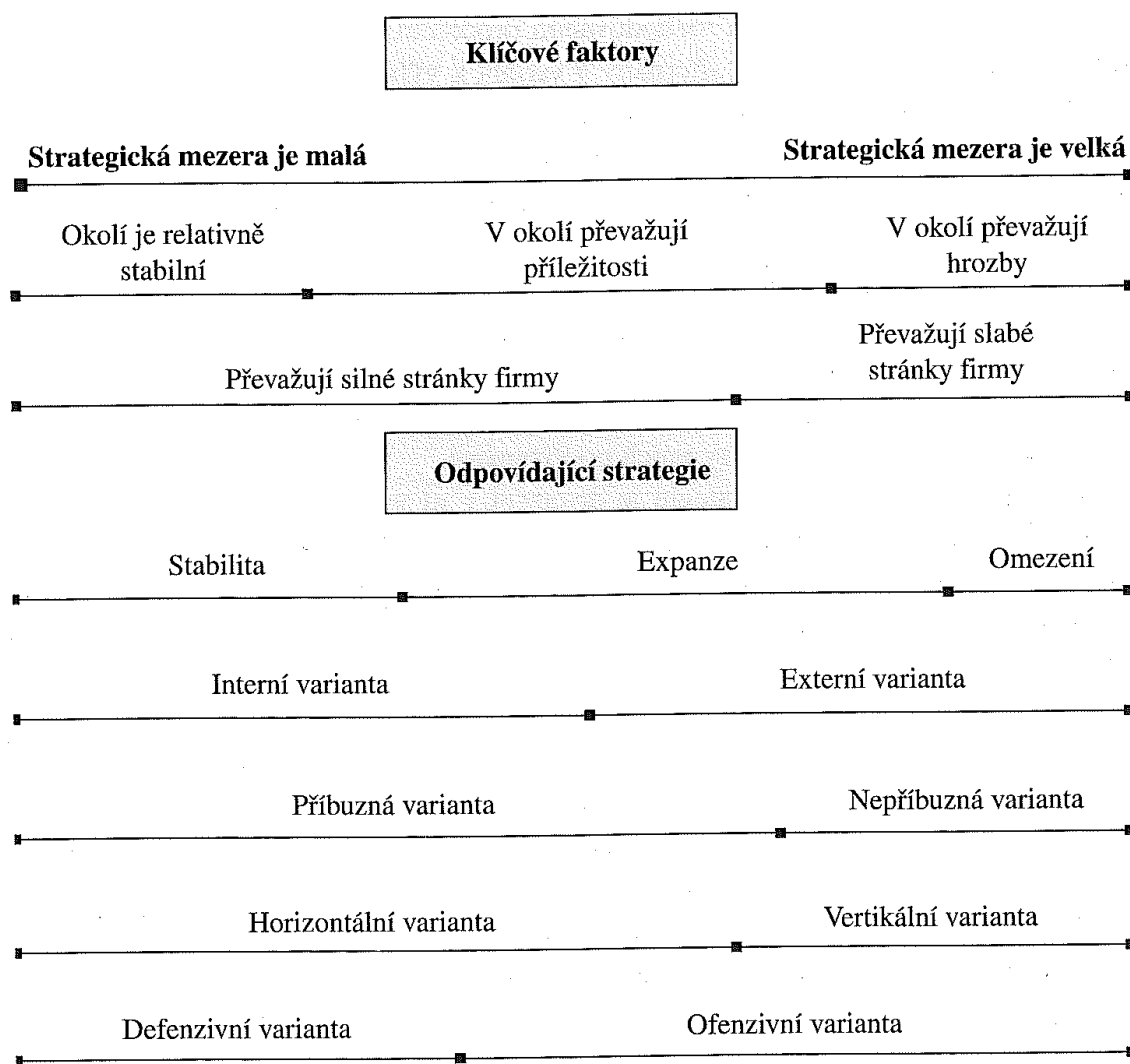 Klíčové faktory
Strategická mezera je malá
Strategická mezera je velká
Okolí je relativně
stabilní
V okolí převažují
příležitosti
V okolí převažují
hrozby
Převažují silné stránky firmy
Převažují slabé
stránky firmy
Odpovídající strategie
Stabilita
Expanze
Omezení
Interní varianta
Externí varianta
Příbuzná varianta
Nepříbuzná varianta
Horizontální varianta
Vertikální varianta
Defenzivní varianta
Ofenzivní varianta